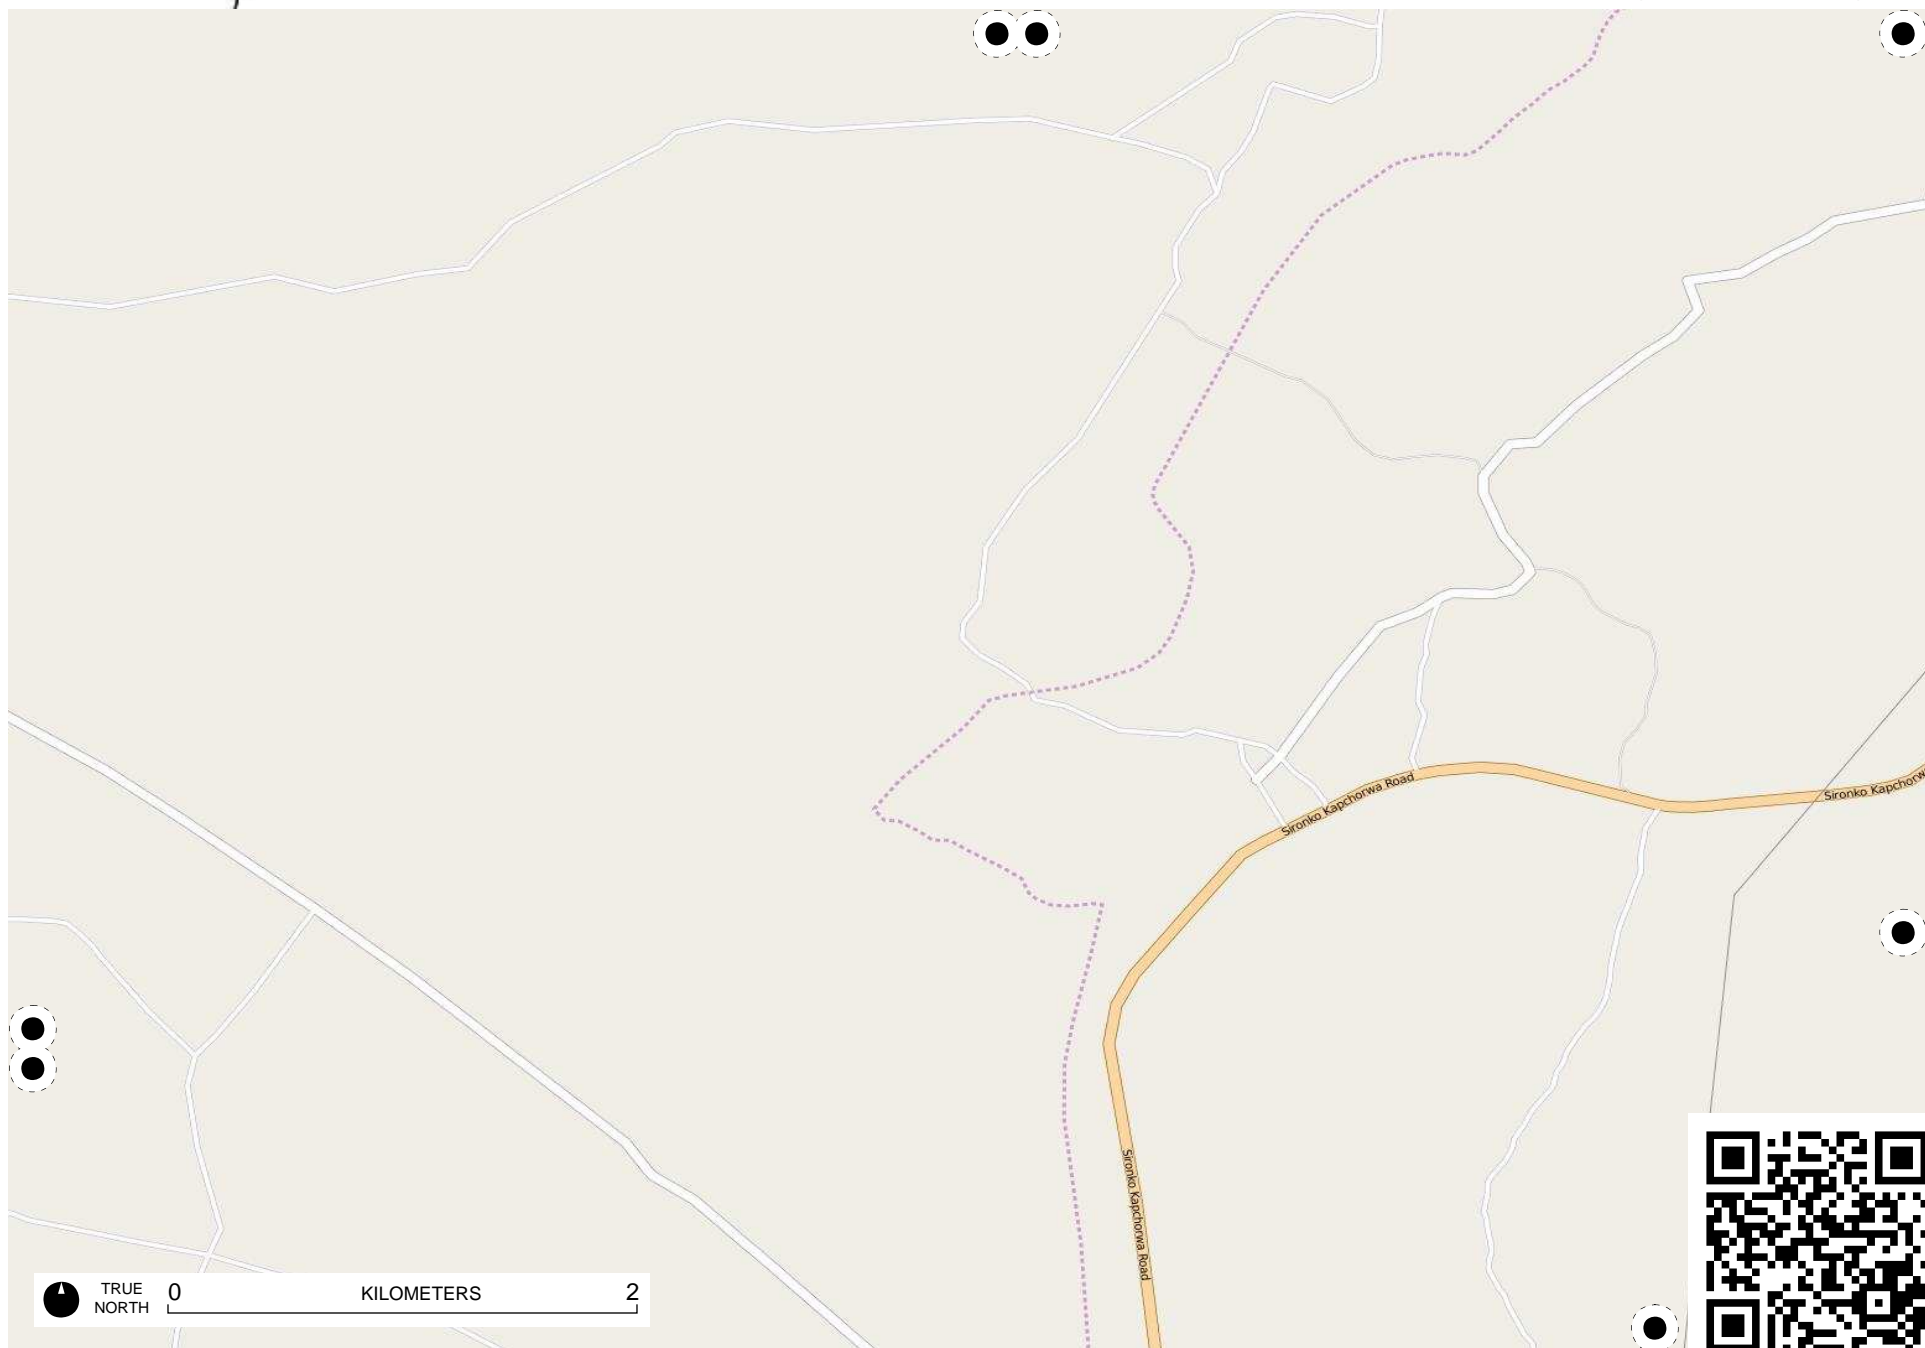 Sironko Kapchorwa Road
Sironko Kapchorw
Sironko Kapchorwa Road
TRUE
NORTH
0 KILOMETERS 2